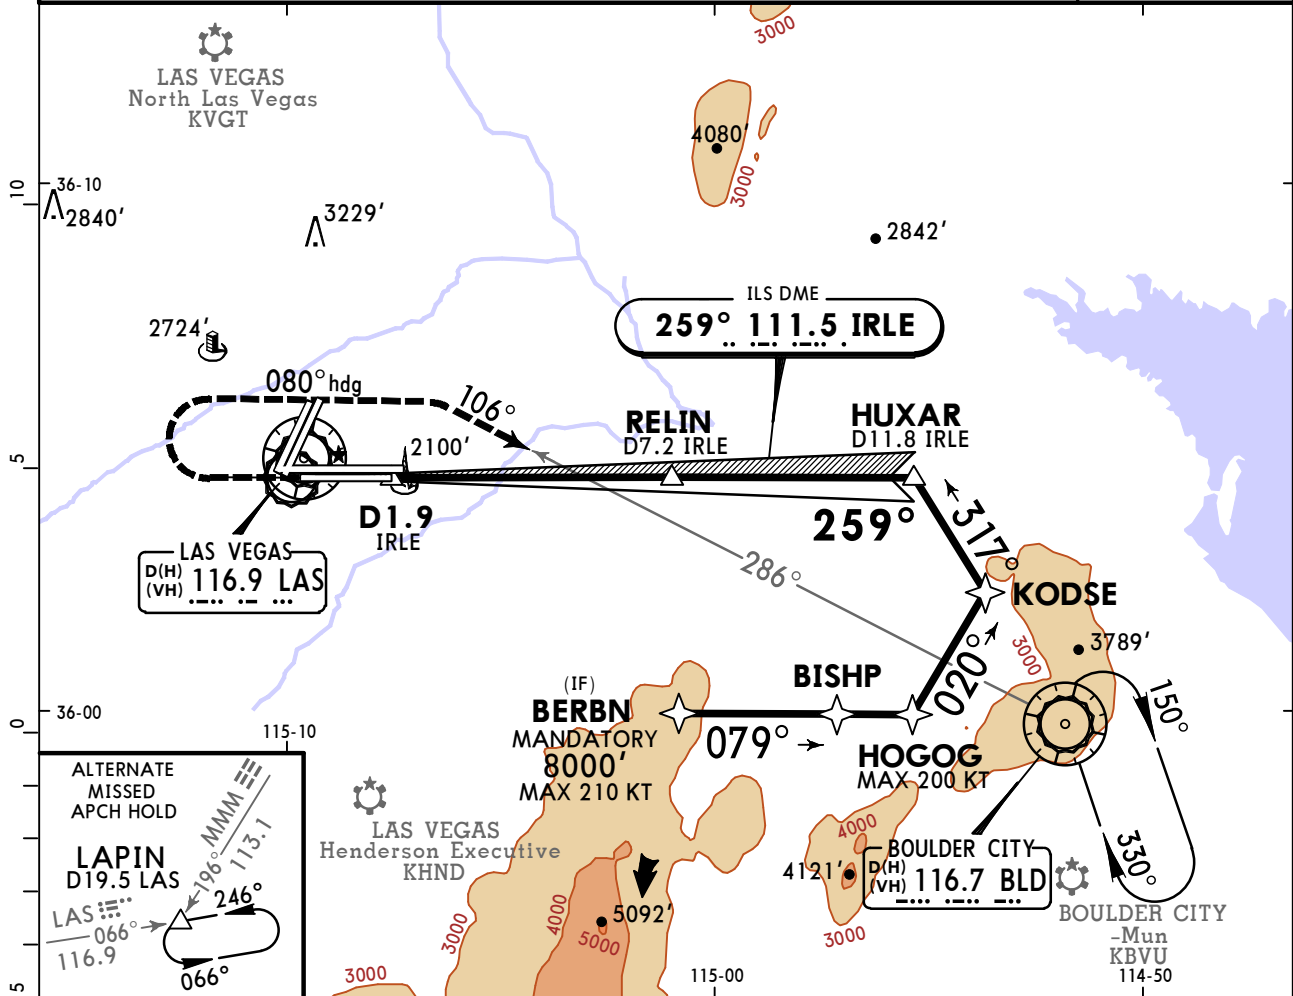 3000
LAS VEGAS
North Las Vegas
KVGT
4080'
3000
10
36-10
2840'
3229'
2842'
2724'
ILS DME
259° 111.5 IRLE
080° hdg
106°
2100'
RELIN
D7.2 IRLE
HUXAR
D11.8 IRLE
5
D1.9
IRLE
259°
317°
LAS VEGAS
D(H)
(VH)
116.9 LAS
286°
KODSE
3000
3789'
020°
BISHP
(IF)
BERBN
MANDATORY
8000'
MAX 210 KT
079°
HOGOG
MAX 200 KT
150°
330°
0
36-00
115-10
ALTERNATE
MISSED
APCH HOLD
MMM
113.1
196°
LAPIN
D19.5 LAS
246°
LAS
066°
116.9
066°
LAS VEGAS
Henderson Executive
KHND
4000
4121'
3000
BOULDER CITY
D(H)
(VH)
116.7 BLD
BOULDER CITY
-Mun
KBVU
3000
4000
5092'
5000
3000
115-00
114-50
5